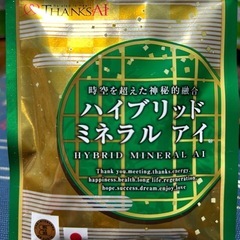 THANK'S AI
時空を超えた神秘的融合
ハイブリッド
ミネラル アイ
HYBRID MINERAL AI
Thank you,meeting,thanks,energy,
happiness,health,long life,regeneration
hope,success,dream,enjoy,love